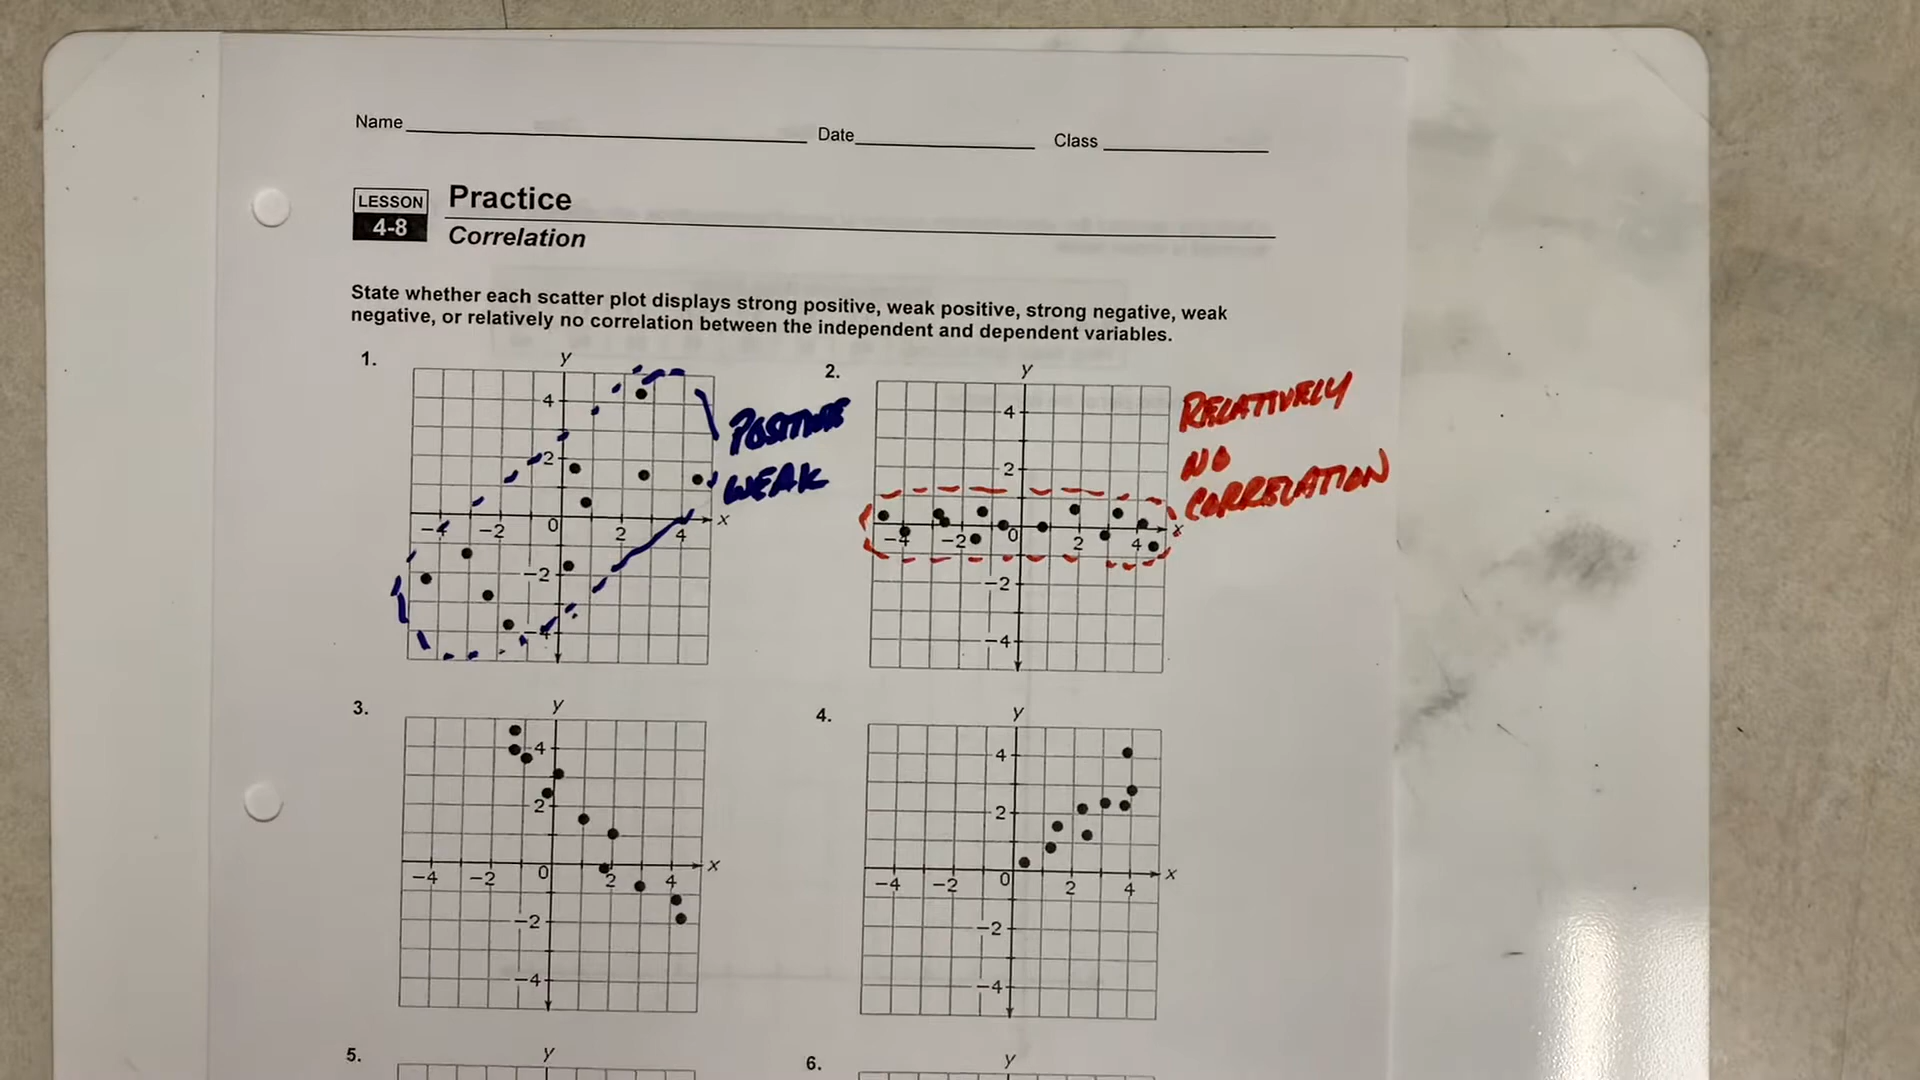 Name Date Class
LESSON
4-8
Practice
Correlation
State whether each scatter plot displays strong positive, weak positive, strong negative, weak
negative, or relatively no correlation between the independent and dependent variables.
1.
y
4
2
−4 −2 0 2 4 x
−2
−4
POSITIVE
WEAK
2.
y
4
2
−4 −2 0 2 4 x
−2
−4
RELATIVELY
NO
CORRELATION
3.
y
4
2
−4 −2 0 2 4 x
−2
−4
4.
y
4
2
−4 −2 0 2 4 x
−2
−4
5.
y
6.
y